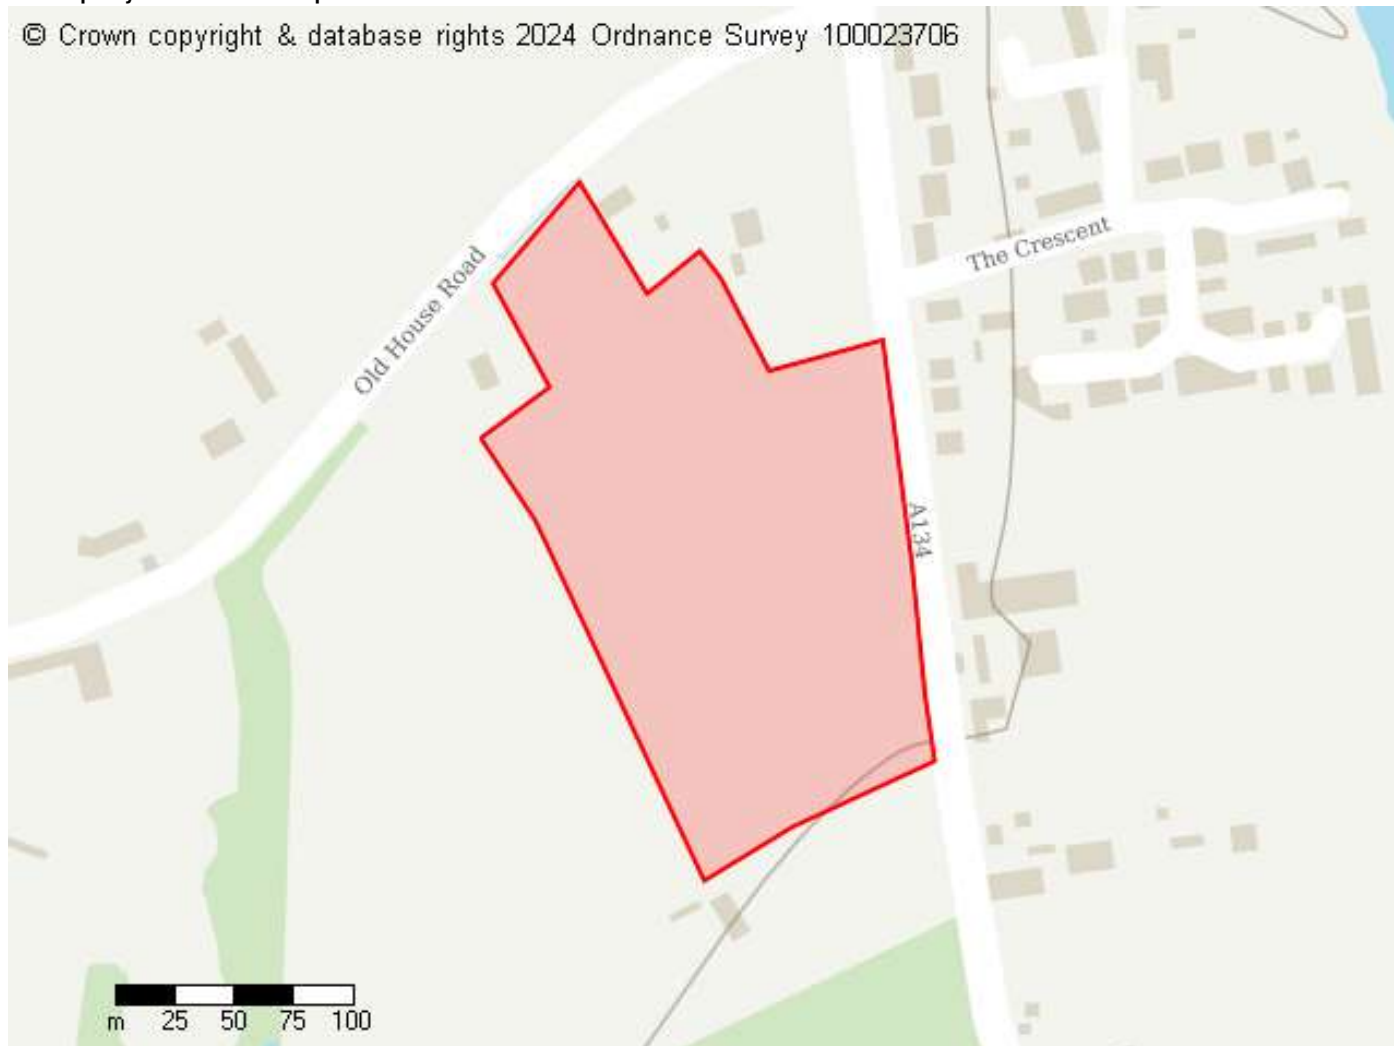 © Crown copyright & database rights 2024 Ordnance Survey 100023706
The Crescent
Old House Road
A134
m 25 50 75 100